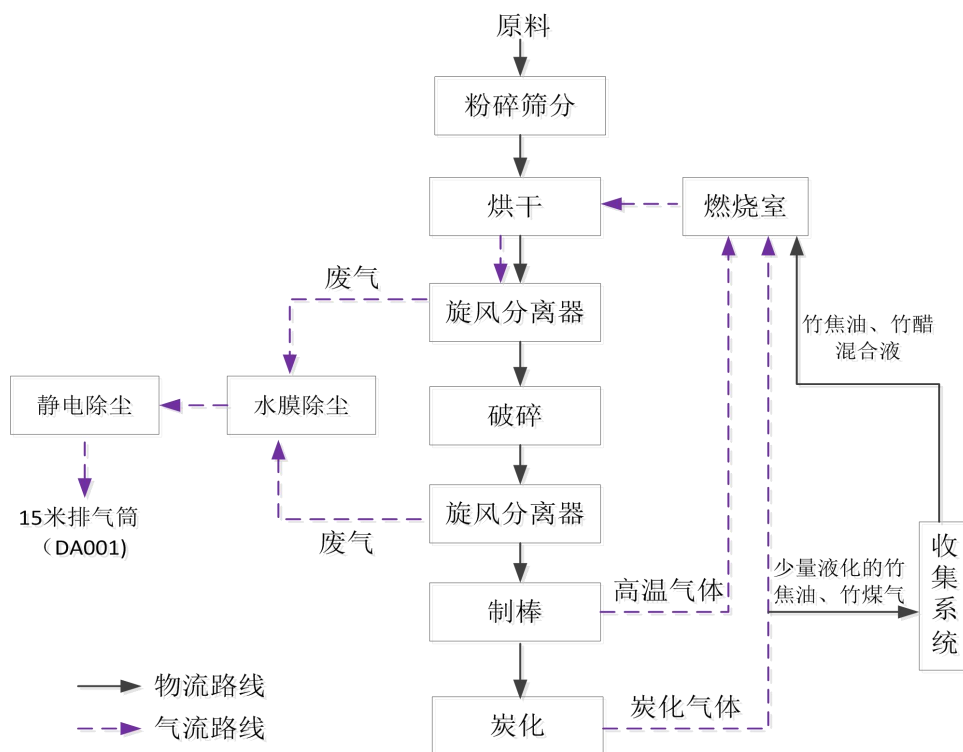 原料
粉碎筛分
烘干
燃烧室
废气
旋风分离器
竹焦油、竹醋
混合液
静电除尘
水膜除尘
破碎
15米排气筒
（DA001)
旋风分离器
废气
收集系统
少量液化的竹
焦油、竹煤气
高温气体
制棒
物流路线
炭化气体
炭化
气流路线